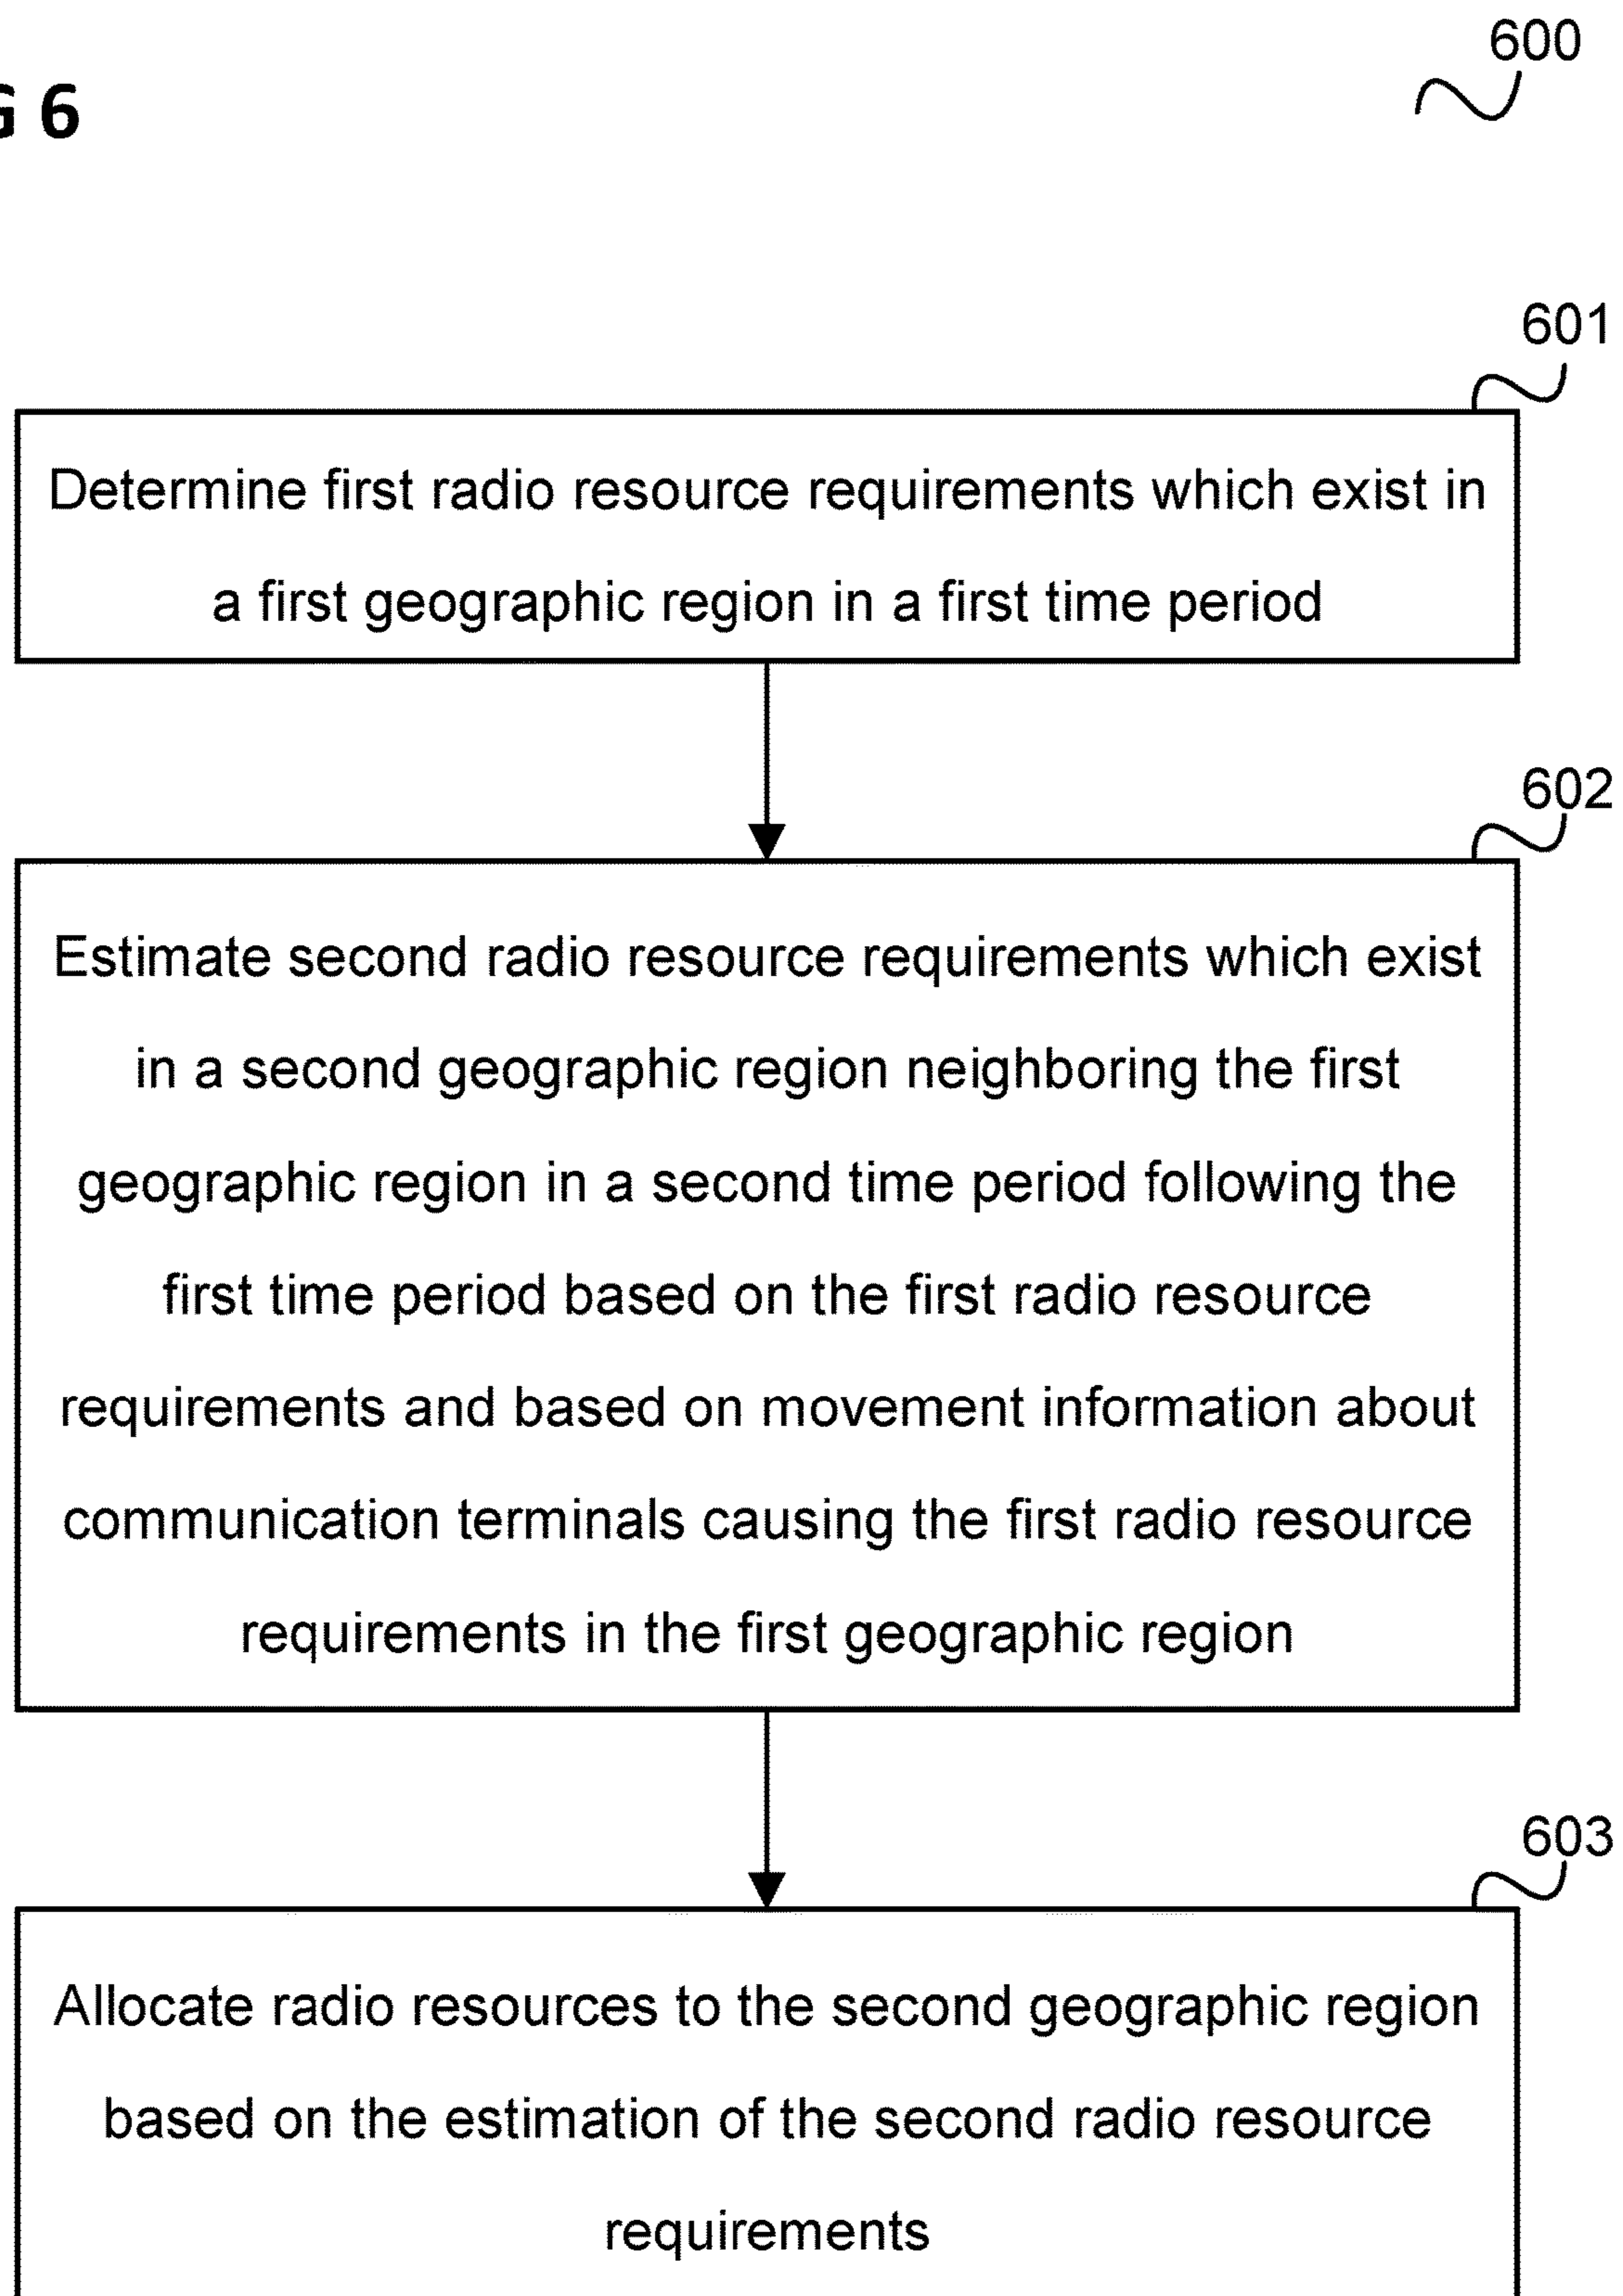 600
G 6
601
Determine first radio resource requirements which exist in
a first geographic region in a first time period
602
Estimate second radio resource requirements which exist
in a second geographic region neighboring the first
geographic region in a second time period following the
first time period based on the first radio resource
requirements and based on movement information about
communication terminals causing the first radio resource
requirements in the first geographic region
603
Allocate radio resources to the second geographic region
based on the estimation of the second radio resource
requirements